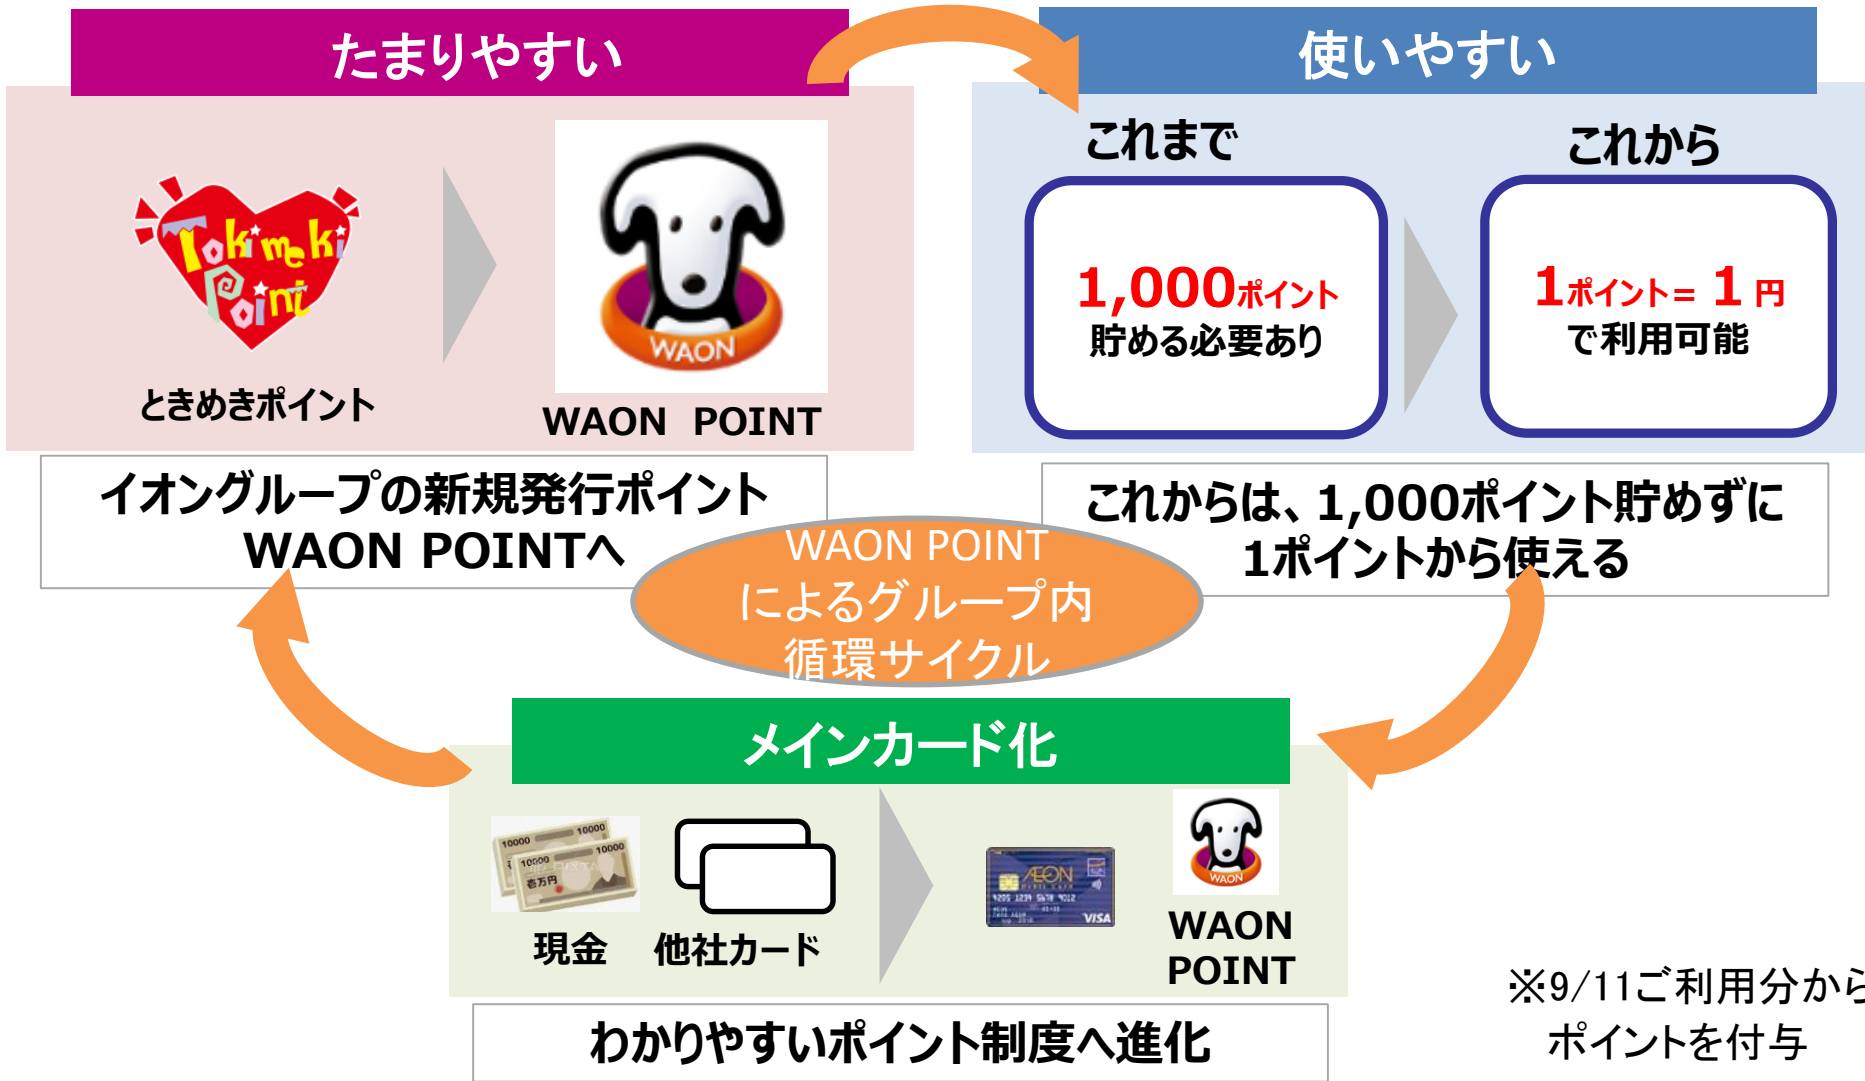 たまりやすい
Tokimeki
Point
ときめきポイント
WAON
WAON POINT
イオングループの新規発行ポイント
WAON POINTへ
使いやすい
これまで
1,000ポイント
貯める必要あり
これから
1ポイント= 1 円
で利用可能
これからは、1,000ポイント貯めずに
1ポイントから使える
WAON POINT
によるグループ内
循環サイクル
メインカード化
10000
10000
10000
10000
壱万円
現金
他社カード
AEON
VISA
WAON
WAON
POINT
わかりやすいポイント制度へ進化
※9/11ご利用分から
ポイントを付与